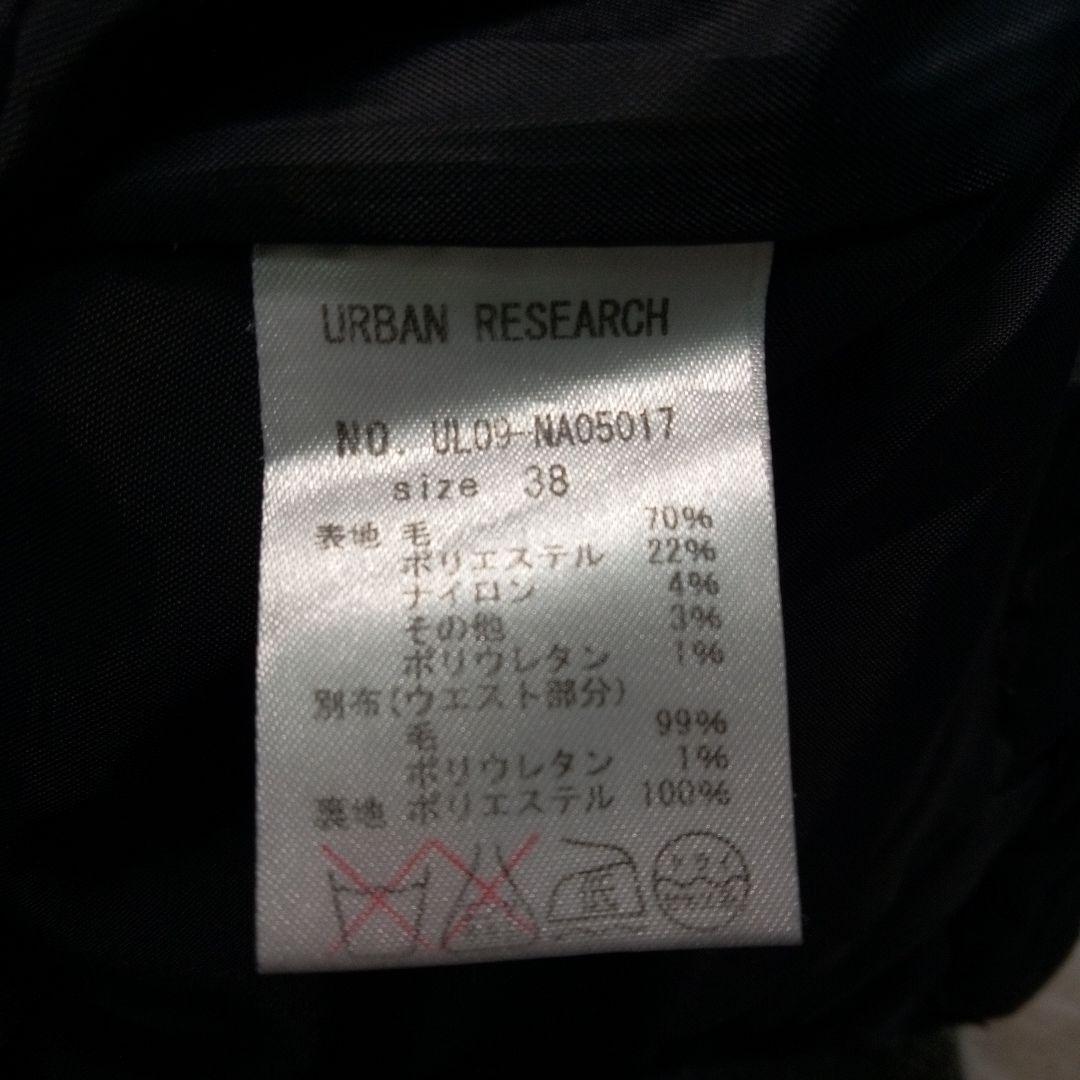 URBAN RESEARCH
NO. UL09-NA05017
size 38
表地 毛 70%
ポリエステル 22%
ナイロン 4%
その他 3%
ポリウレタン 1%
別布(ウエスト部分)
毛 99%
ポリウレタン 1%
裏地 ポリエステル 100%
低 ドライ